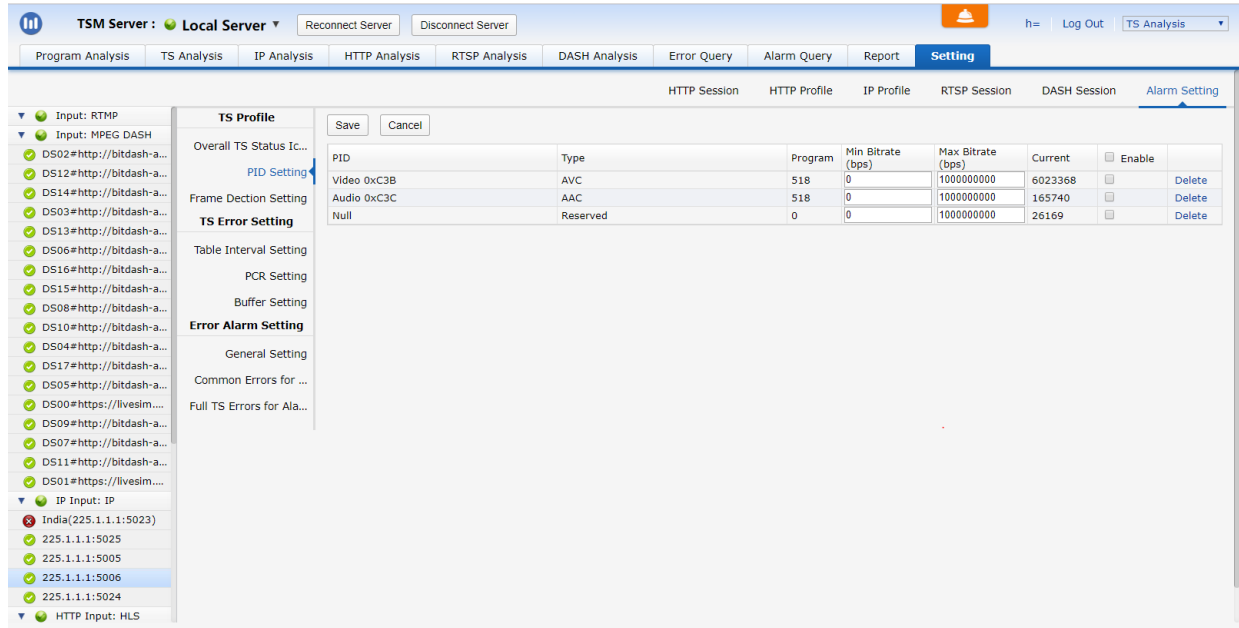 TSM Server : Local Server ▼ Reconnect Server Disconnect Server h= Log Out TS Analysis ▼
Program Analysis TS Analysis IP Analysis HTTP Analysis RTSP Analysis DASH Analysis Error Query Alarm Query Report Setting
HTTP Session HTTP Profile IP Profile RTSP Session DASH Session Alarm Setting
Input: RTMP
Input: MPEG DASH
DS02#http://bitdash-a...
DS12#http://bitdash-a...
DS14#http://bitdash-a...
DS03#http://bitdash-a...
DS13#http://bitdash-a...
DS06#http://bitdash-a...
DS16#http://bitdash-a...
DS15#http://bitdash-a...
DS08#http://bitdash-a...
DS10#http://bitdash-a...
DS04#http://bitdash-a...
DS17#http://bitdash-a...
DS05#http://bitdash-a...
DS00#https://livesim....
DS09#http://bitdash-a...
DS07#http://bitdash-a...
DS11#http://bitdash-a...
DS01#https://livesim....
IP Input: IP
India(225.1.1.1:5023)
225.1.1.1:5025
225.1.1.1:5005
225.1.1.1:5006
225.1.1.1:5024
HTTP Input: HLS
TS Profile
Overall TS Status Ic...
PID Setting
Frame Dection Setting
TS Error Setting
Table Interval Setting
PCR Setting
Buffer Setting
Error Alarm Setting
General Setting
Common Errors for ...
Full TS Errors for Ala...
Save Cancel
PID Type Program Min Bitrate (bps) Max Bitrate (bps) Current Enable
Video 0xC3B AVC 518 0 1000000000 6023368 Delete
Audio 0xC3C AAC 518 0 1000000000 165740 Delete
Null Reserved 0 0 1000000000 26169 Delete